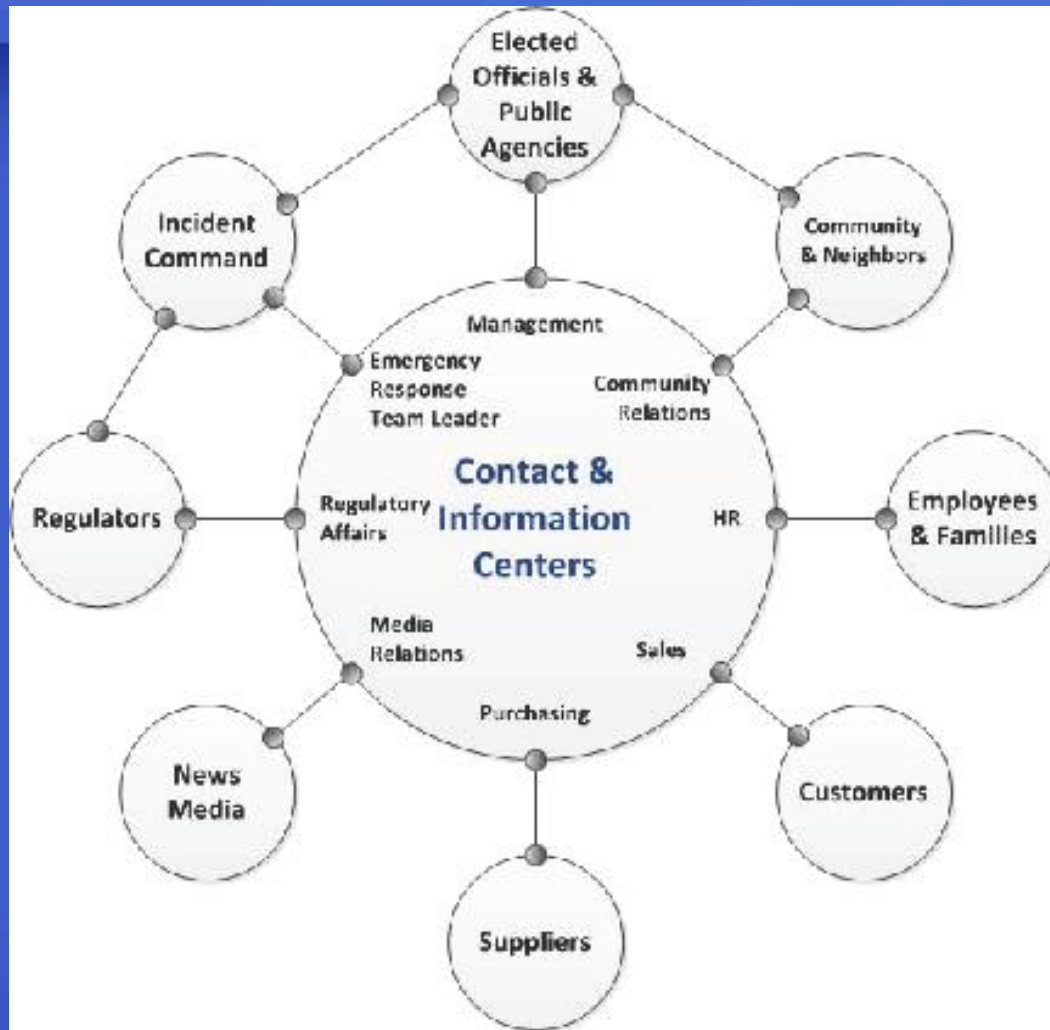 Elected
Officials &
Public
Agencies
Incident
Command
Community
& Neighbors
Management
Emergency
Response
Team Leader
Community
Relations
Contact &
Information
Centers
Regulators
Regulatory
Affairs
HR
Employees
& Families
Media
Relations
Sales
Purchasing
News
Media
Customers
Suppliers